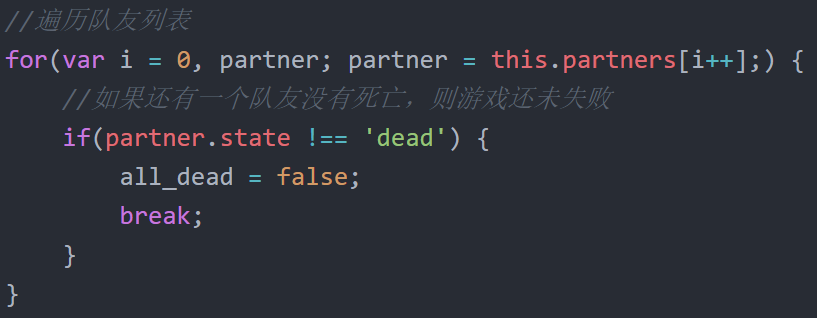 //遍历队友列表
for(var i = 0, partner; partner = this.partners[i++];) {
    //如果还有一个队友没有死亡，则游戏还未失败
    if(partner.state !== 'dead') {
        all_dead = false;
        break;
    }
}